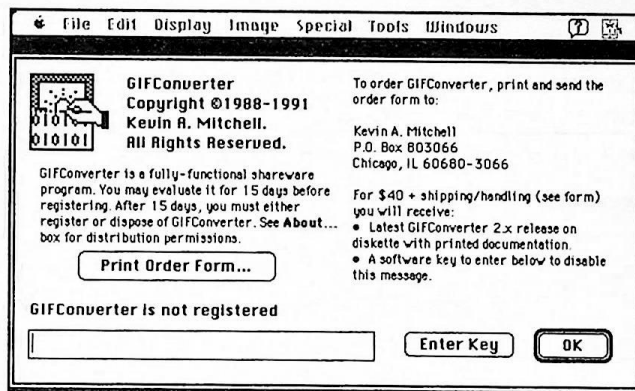 File Edit Display Image Special Tools Windows
GIFConverter
Copyright ©1988-1991
Kevin A. Mitchell.
All Rights Reserved.
GIFConverter is a fully-functional shareware
program. You may evaluate it for 15 days before
registering. After 15 days, you must either
register or dispose of GIFConverter. See About...
box for distribution permissions.
Print Order Form...
To order GIFConverter, print and send the
order form to:
Kevin A. Mitchell
P.O. Box 803066
Chicago, IL 60680-3066
For $40 + shipping/handling (see form)
you will receive:
• Latest GIFConverter 2.x release on
diskette with printed documentation.
• A software key to enter below to disable
this message.
GIFConverter is not registered
Enter Key
OK